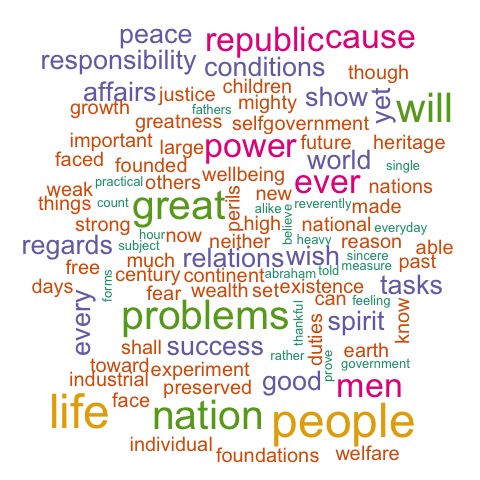 peace republic cause
responsibility conditions though
affairs justice children show yet will
growth fathers mighty
greatness selfgovernment
important large power future heritage
faced founded wellbeing world single
weak practical others perils new ever nations
things count great alike believe reverently made
strong hour now high national everyday
regards subject neither heavy reason able
much relations wish sincere past
free forms century continent abraham told measure tasks
days every fear wealth set existence can feeling
problems thankful duties spirit know
shall success rather prove earth
toward experiment government
industrial preserved good men
life face nation people
individual foundations welfare